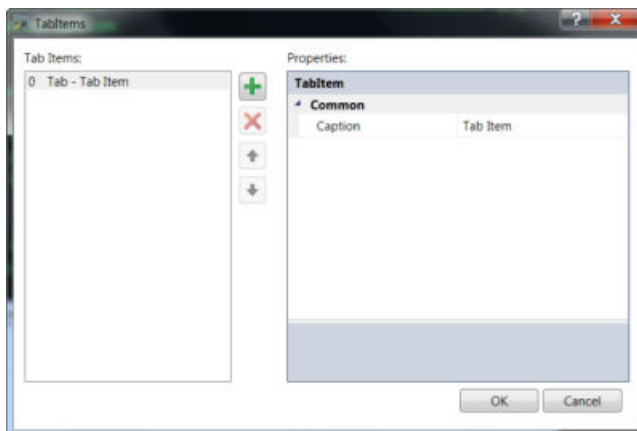 TabItems
Tab Items:
0 Tab - Tab Item
Properties:
TabItem
Common
Caption Tab Item
OK
Cancel